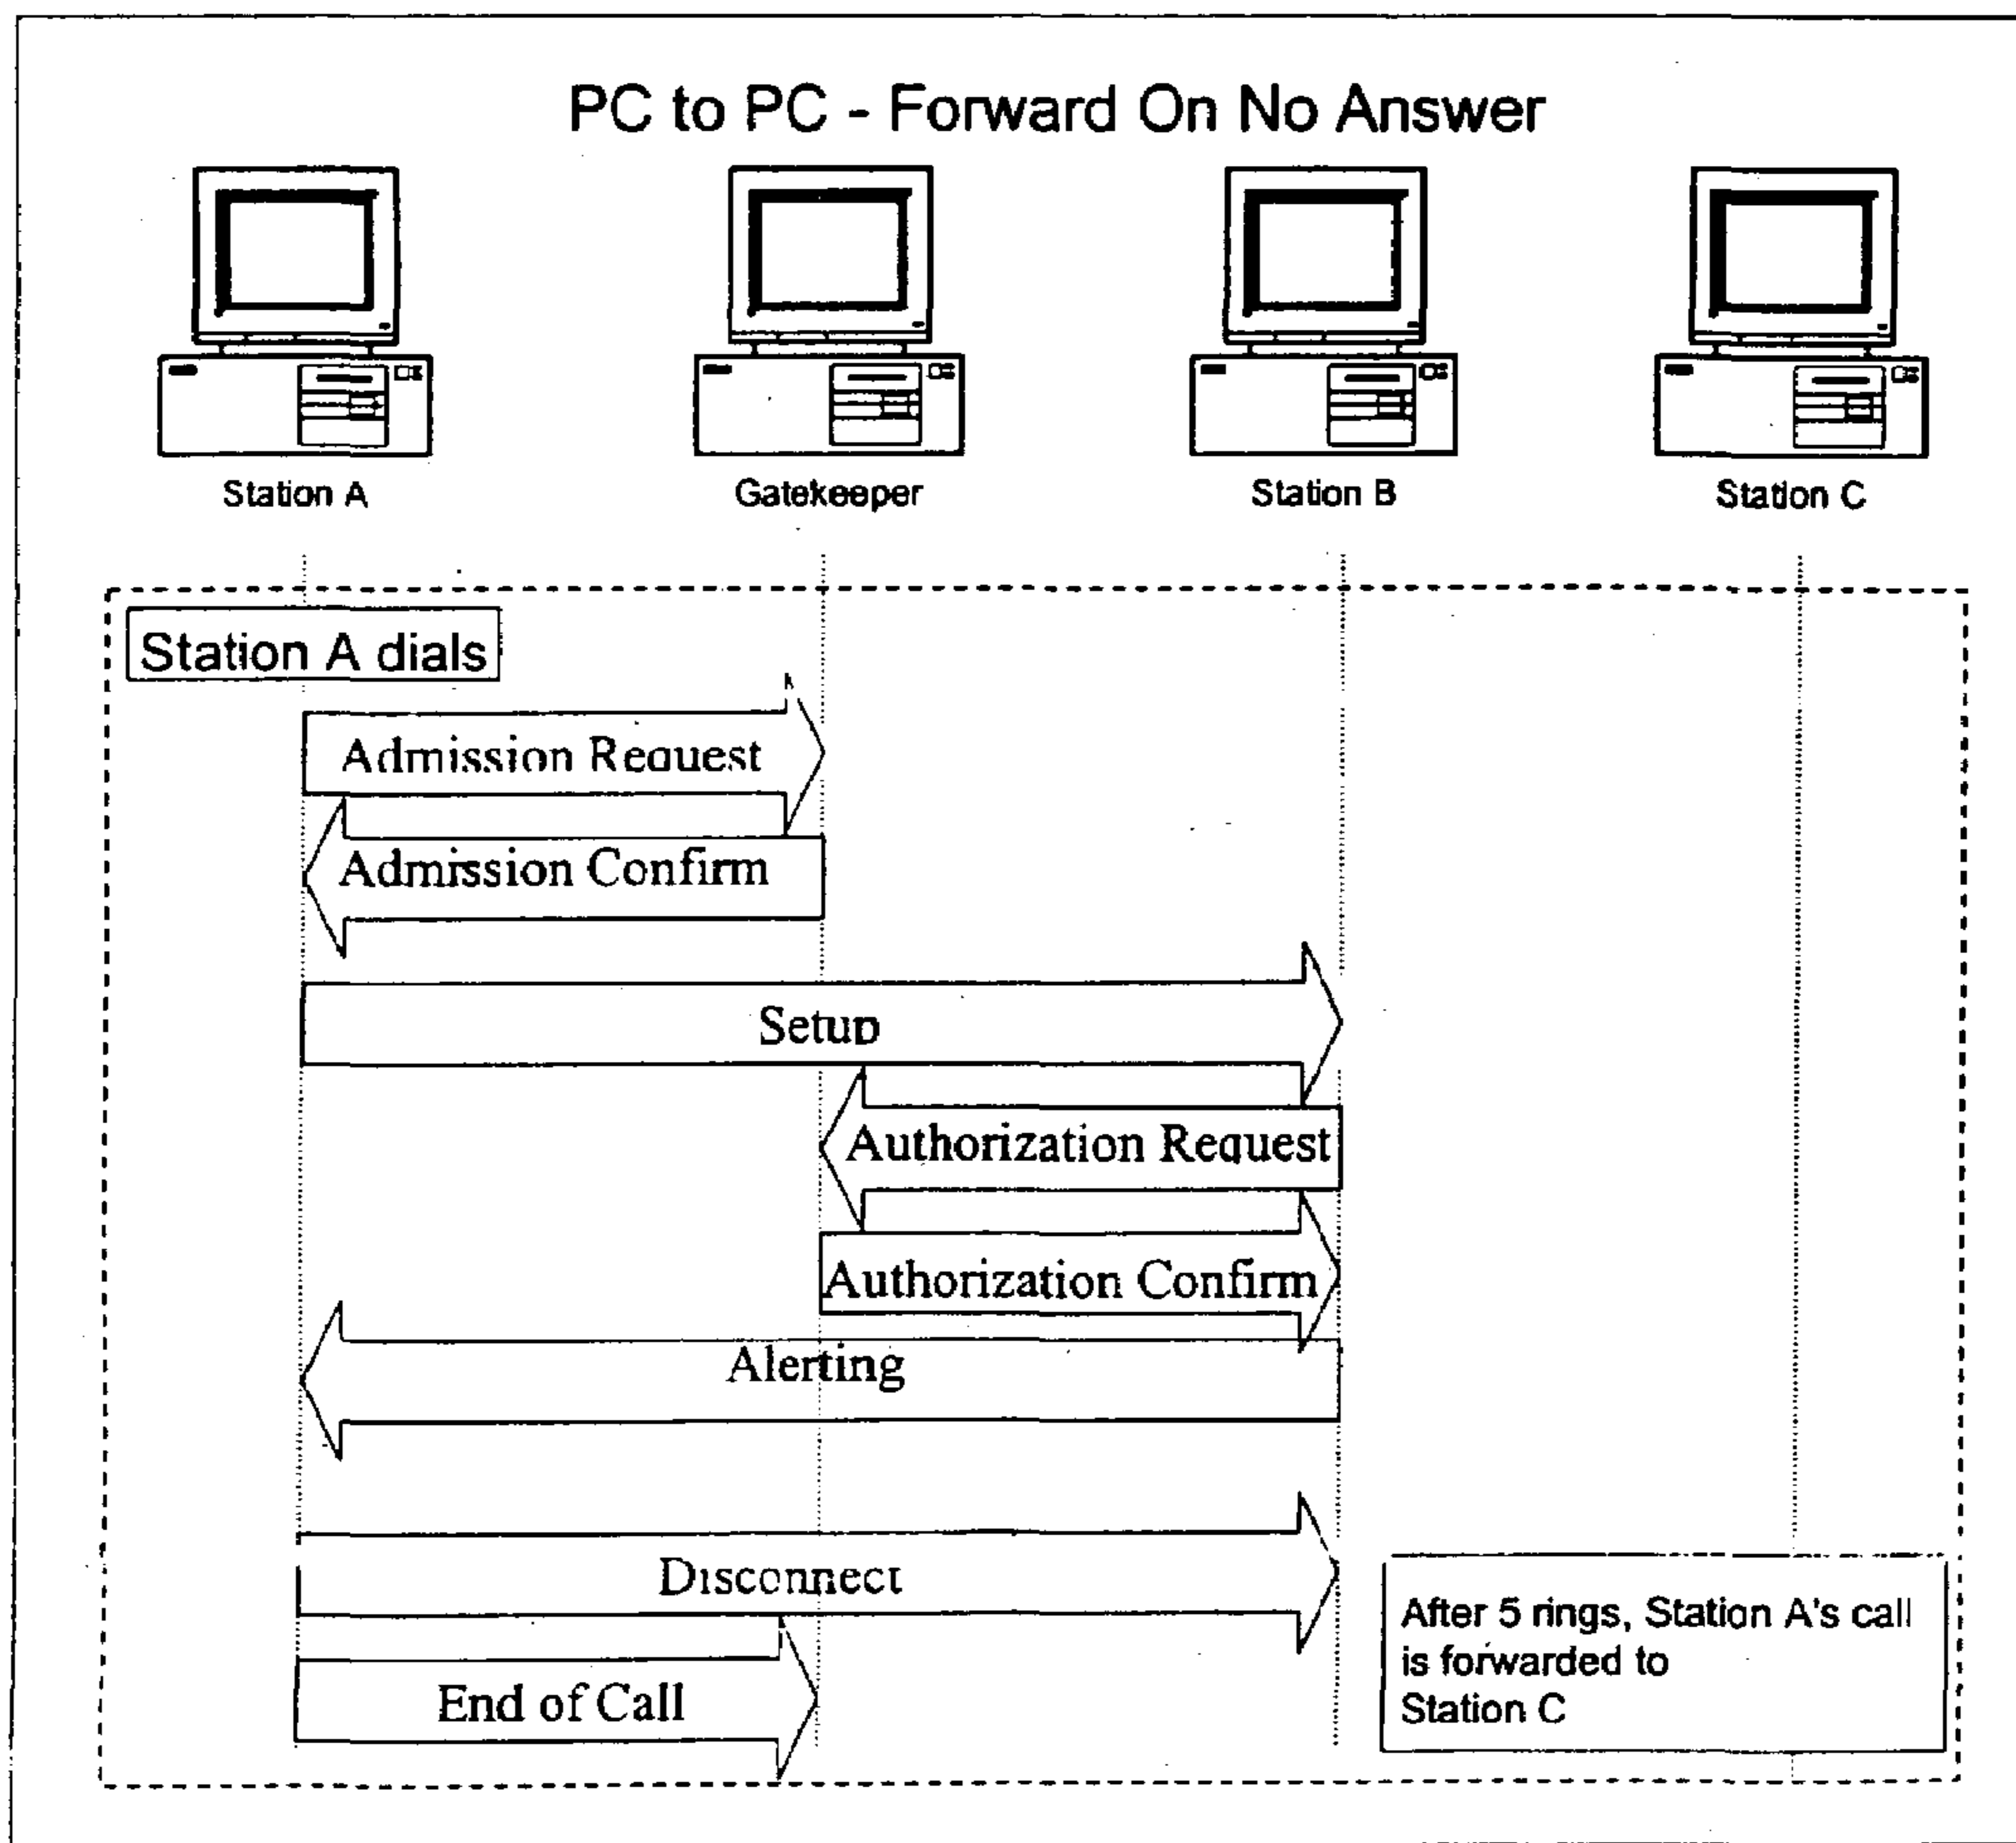 PC to PC - Forward On No Answer
Station A
Gatekeeper
Station B
Station C
Station A dials
Admission Request
Admission Confirm
Setup
Authorization Request
Authorization Confirm
Alerting
Disconnect
End of Call
After 5 rings, Station A's call
is forwarded to
Station C